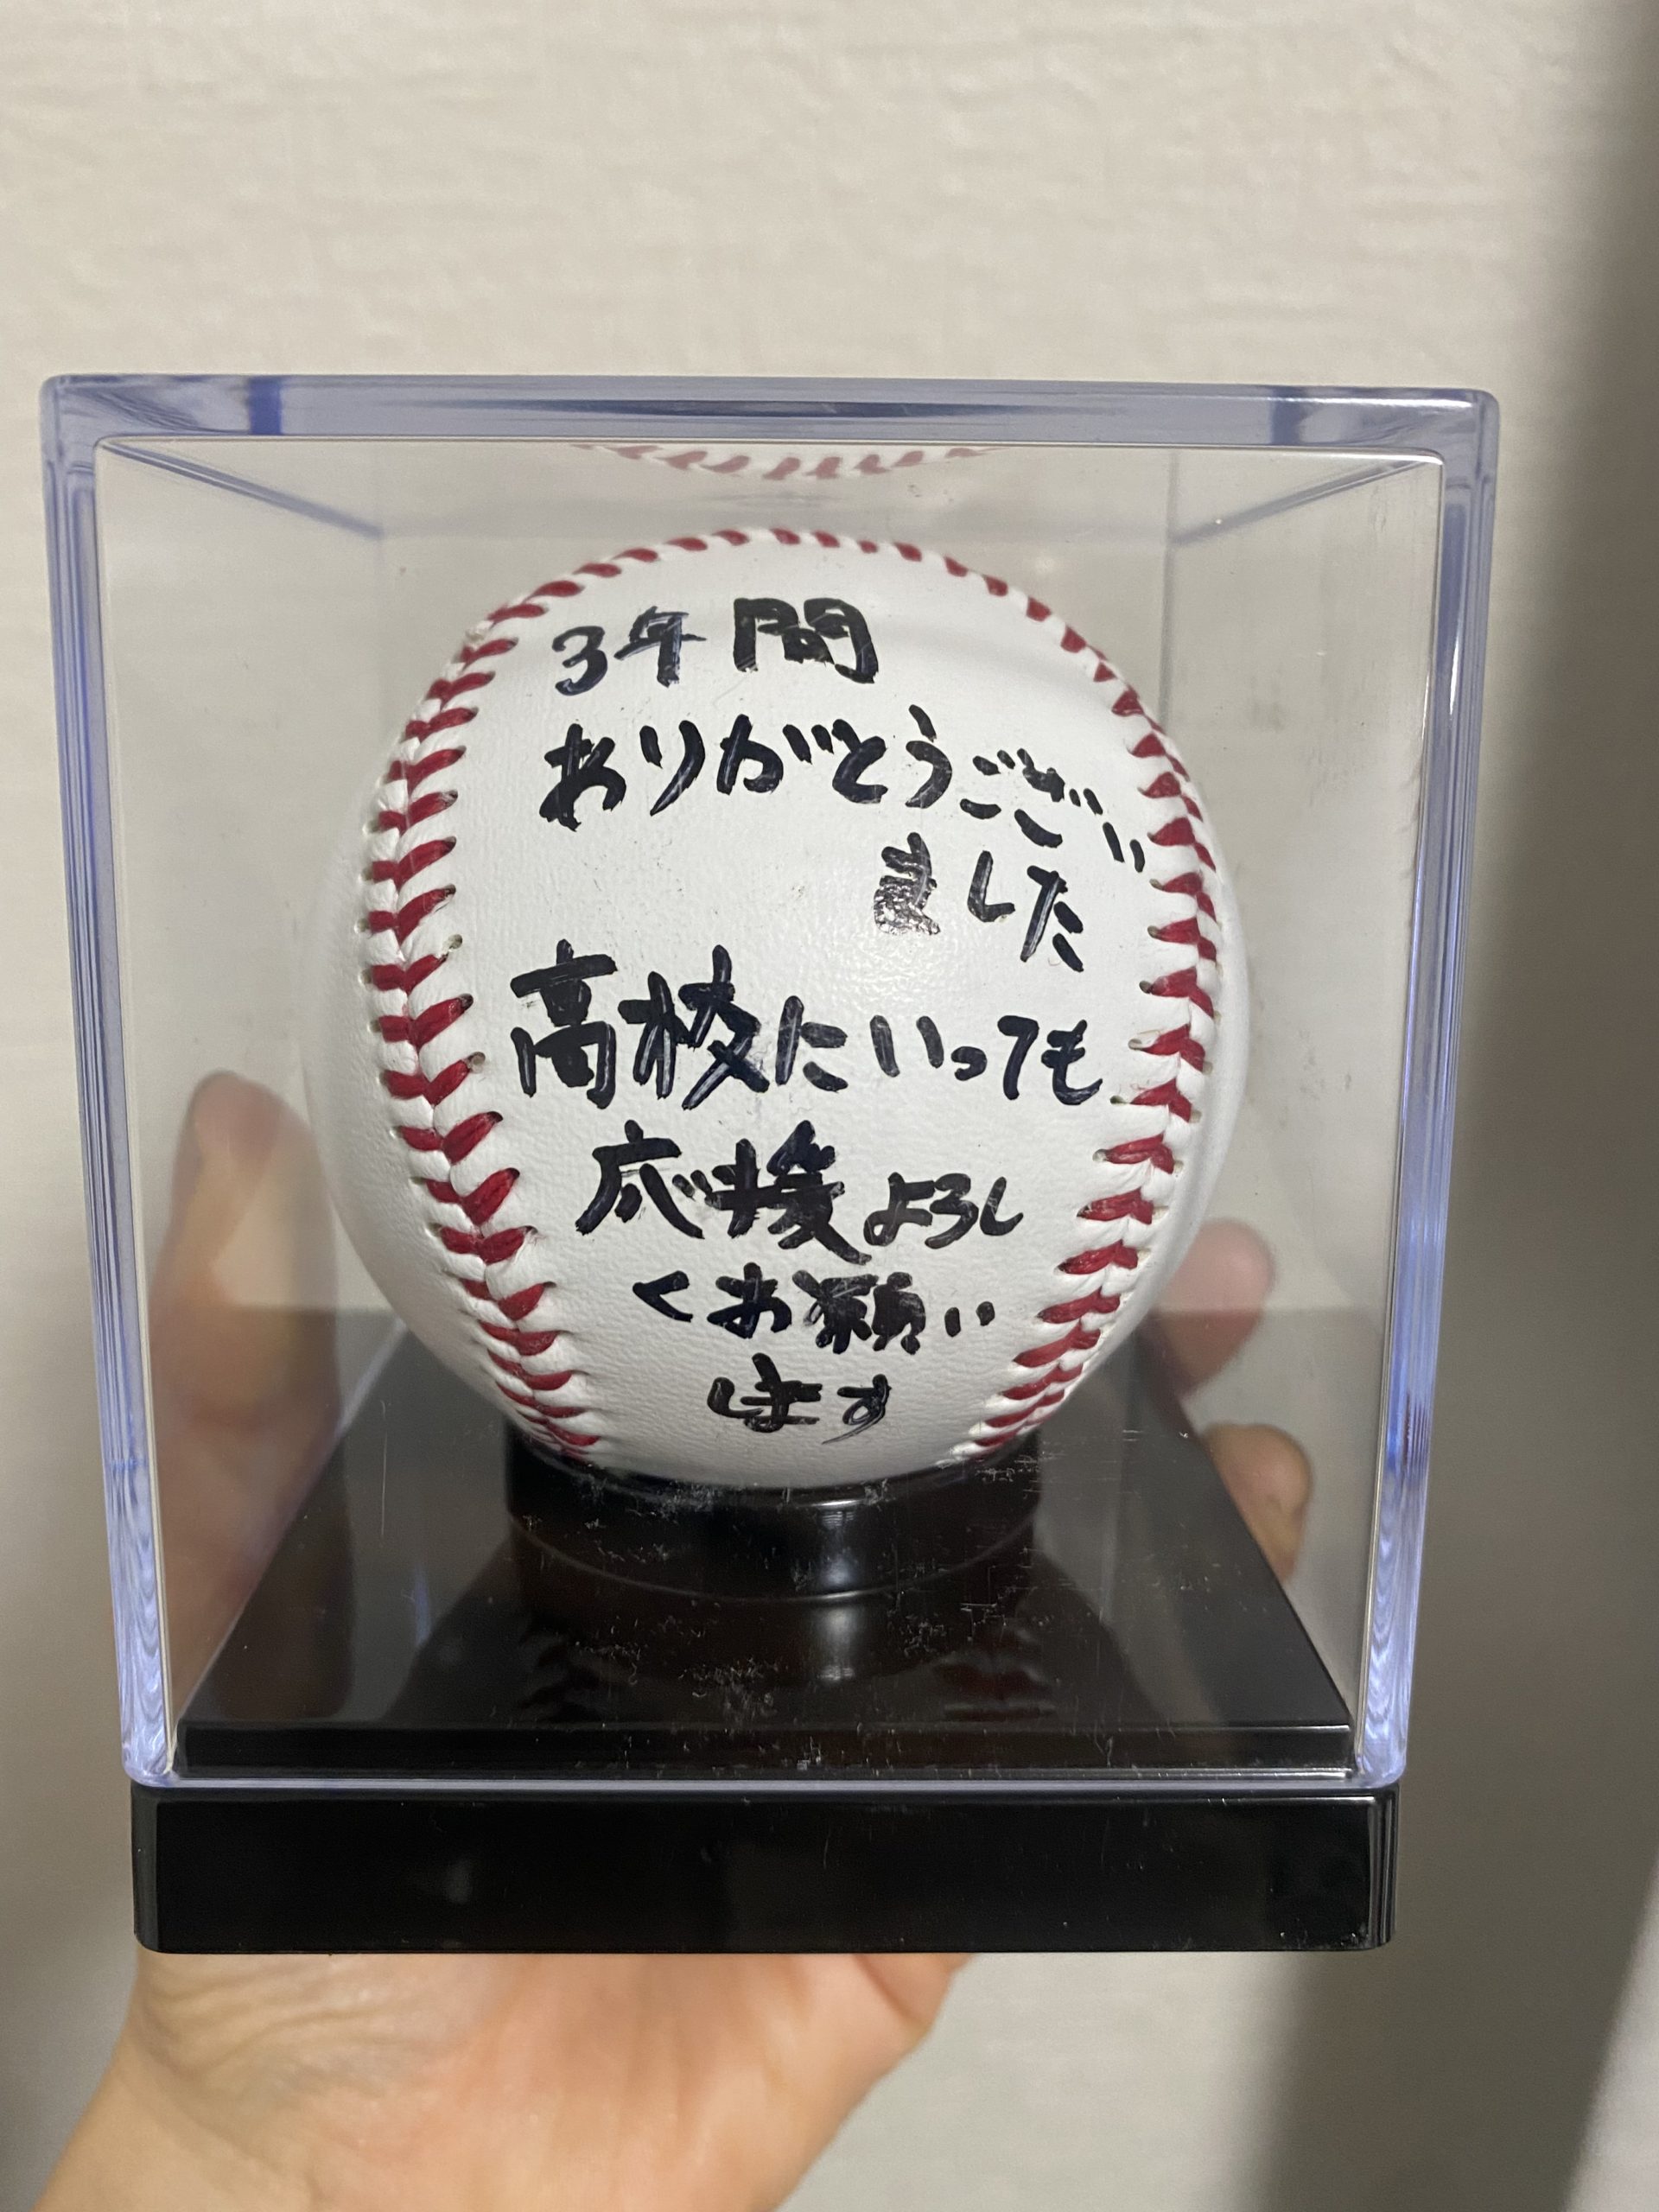 3年間
ありがとうござい
ました
高校にいっても
応援よろし
くお願い
します